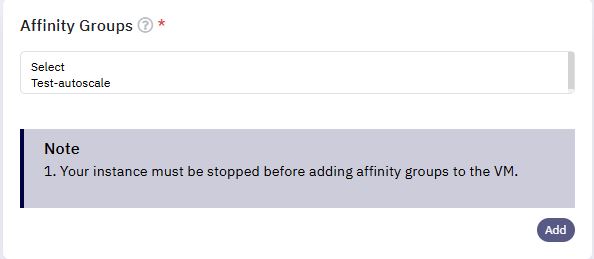 Affinity Groups ? *
Select
Test-autoscale
Note
1. Your instance must be stopped before adding affinity groups to the VM.
Add